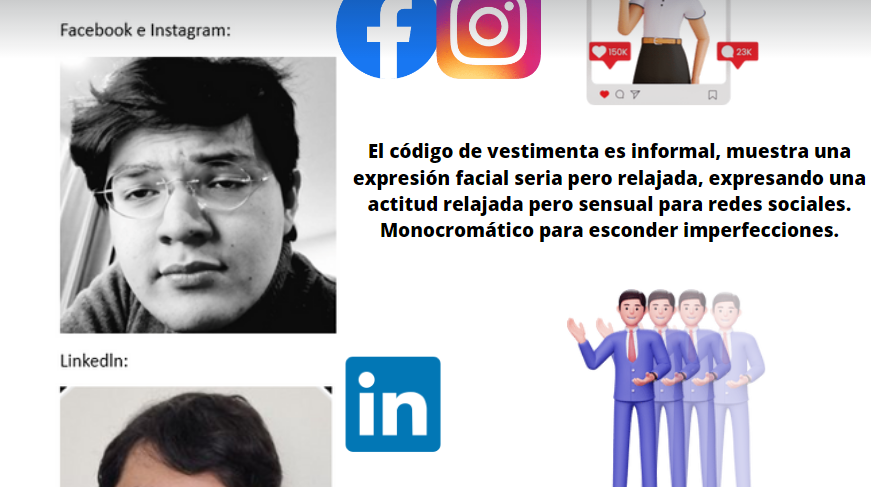 Facebook e Instagram:
150K
23K
El código de vestimenta es informal, muestra una
expresión facial seria pero relajada, expresando una
actitud relajada pero sensual para redes sociales.
Monocromático para esconder imperfecciones.
LinkedIn:
in